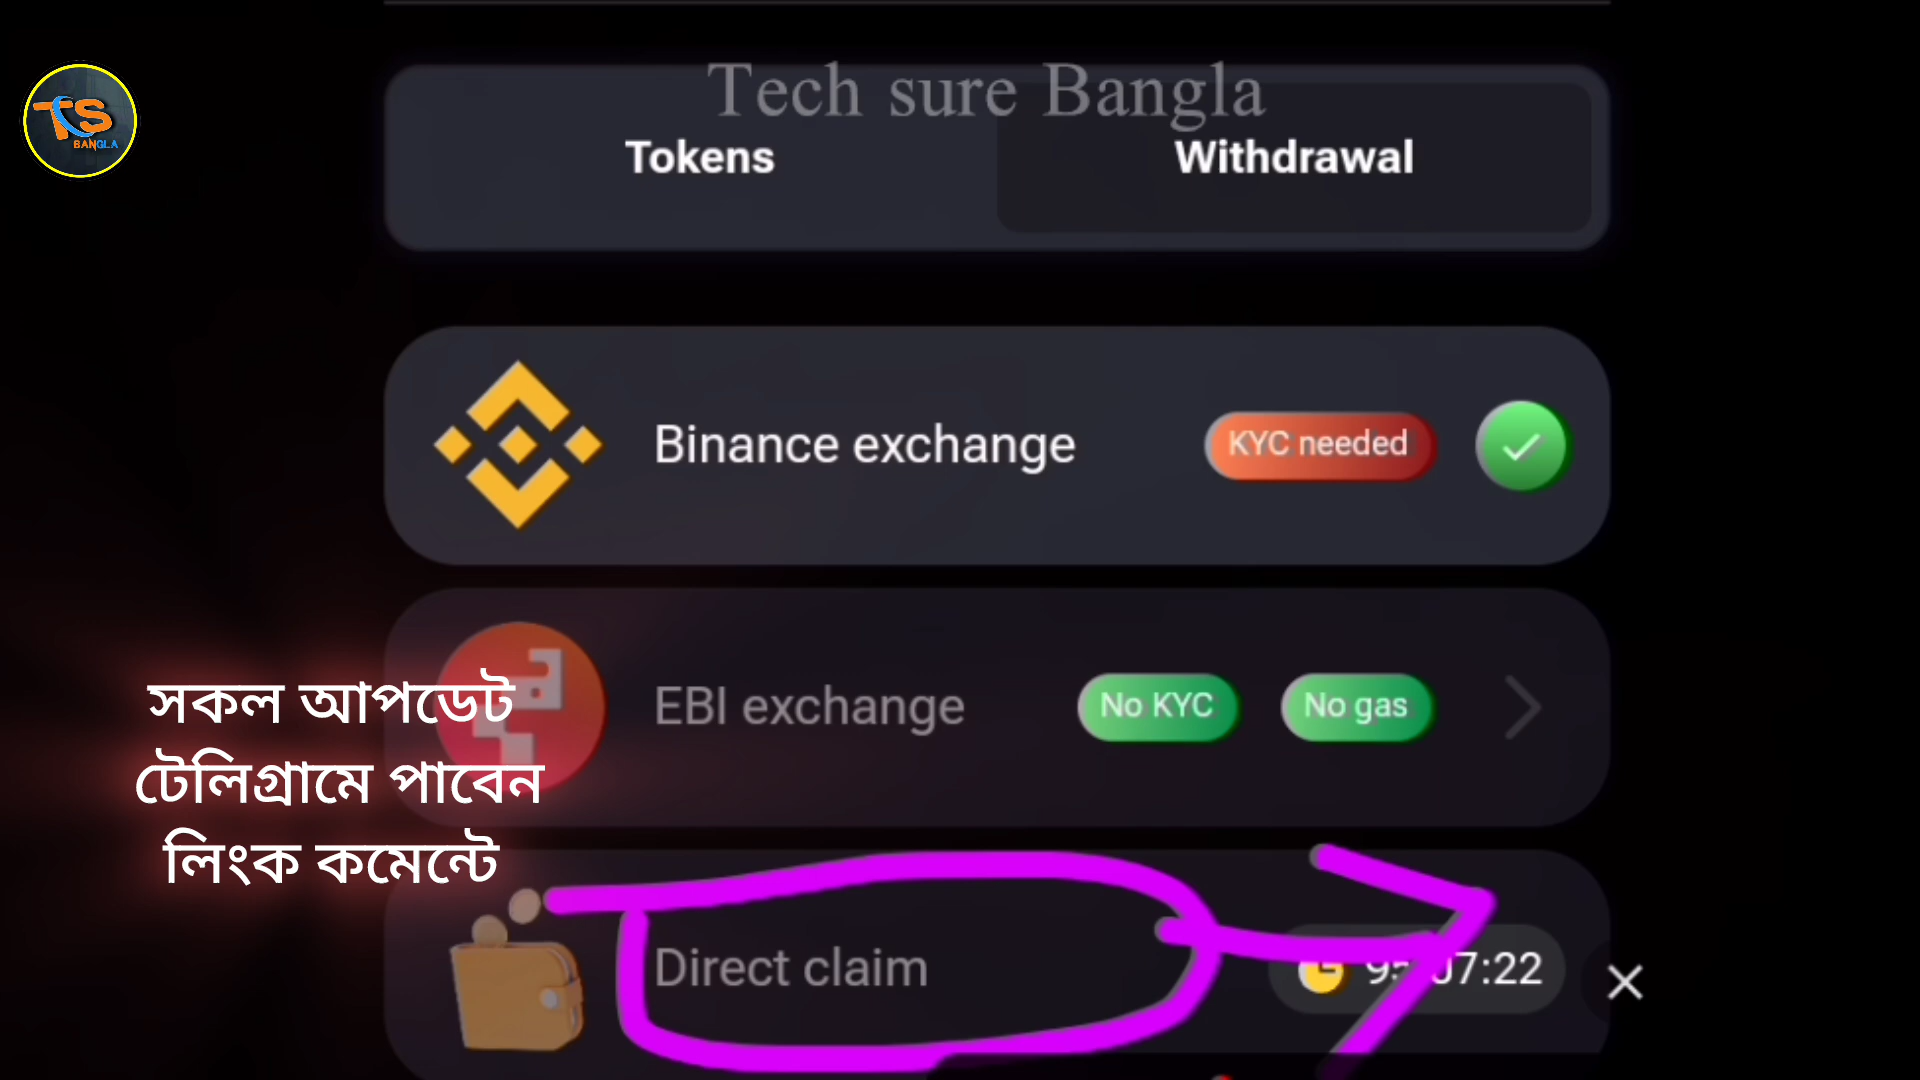 Tech sure Bangla
TS
BANGLA
Tokens
Withdrawal
Binance exchange
KYC needed
EBI exchange
No KYC
No gas
সকল আপডেট
টেলিগ্রামে পাবেন
লিংক কমেন্টে
Direct claim